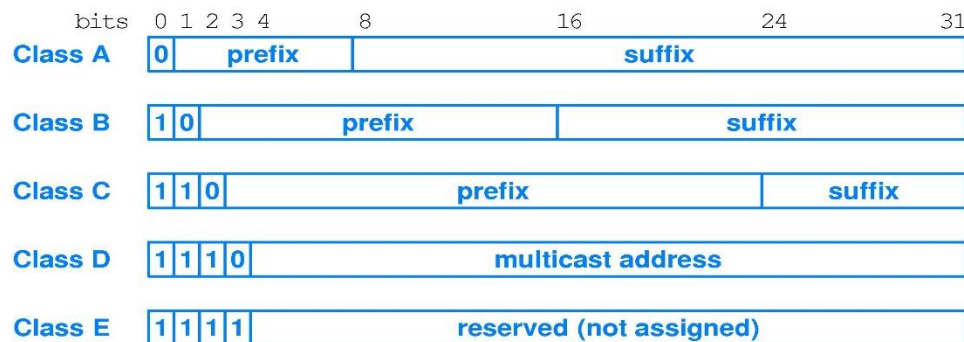 bits 0 1 2 3 4 8 16 24 31
Class A 0 prefix suffix
Class B 1 0 prefix suffix
Class C 1 1 0 prefix suffix
Class D 1 1 1 0 multicast address
Class E 1 1 1 1 reserved (not assigned)